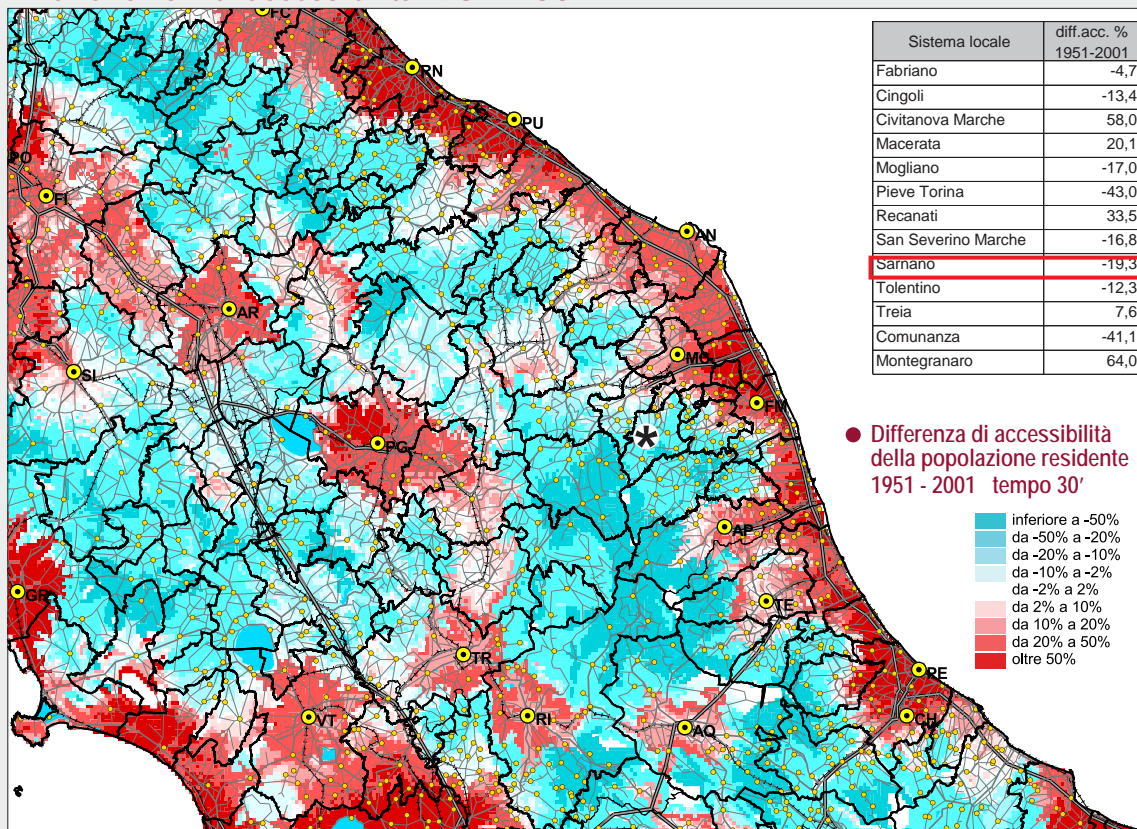 FC
RN
PU
PO
FI
AN
AR
MC
SI
FM
PG
*
AP
GR
TE
TR
PE
VT
RI
AQ
CH
Sistema locale diff.acc. % 1951-2001
Fabriano -4,7
Cingoli -13,4
Civitanova Marche 58,0
Macerata 20,1
Mogliano -17,0
Pieve Torina -43,0
Recanati 33,5
San Severino Marche -16,8
Sarnano -19,3
Tolentino -12,3
Treia 7,6
Comunanza -41,1
Montegranaro 64,0
Differenza di accessibilità
della popolazione residente
1951 - 2001 tempo 30'
inferiore a -50%
da -50% a -20%
da -20% a -10%
da -10% a -2%
da -2% a 2%
da 2% a 10%
da 10% a 20%
da 20% a 50%
oltre 50%